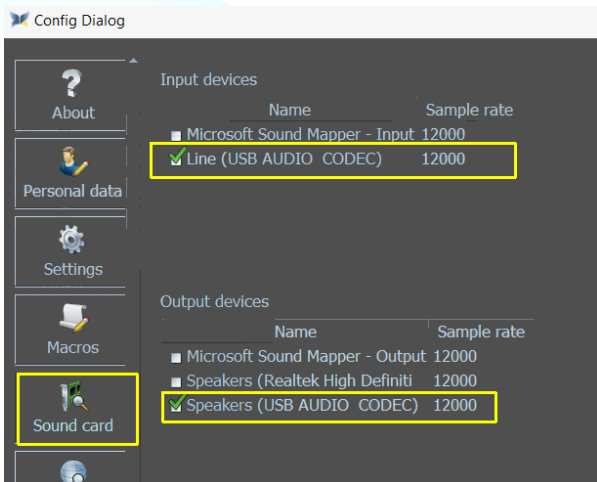 Config Dialog
About
Personal data
Settings
Macros
Sound card
Input devices
Name Sample rate
Microsoft Sound Mapper - Input 12000
Line (USB AUDIO  CODEC) 12000
Output devices
Name Sample rate
Microsoft Sound Mapper - Output 12000
Speakers (Realtek High Definiti 12000
Speakers (USB AUDIO  CODEC) 12000